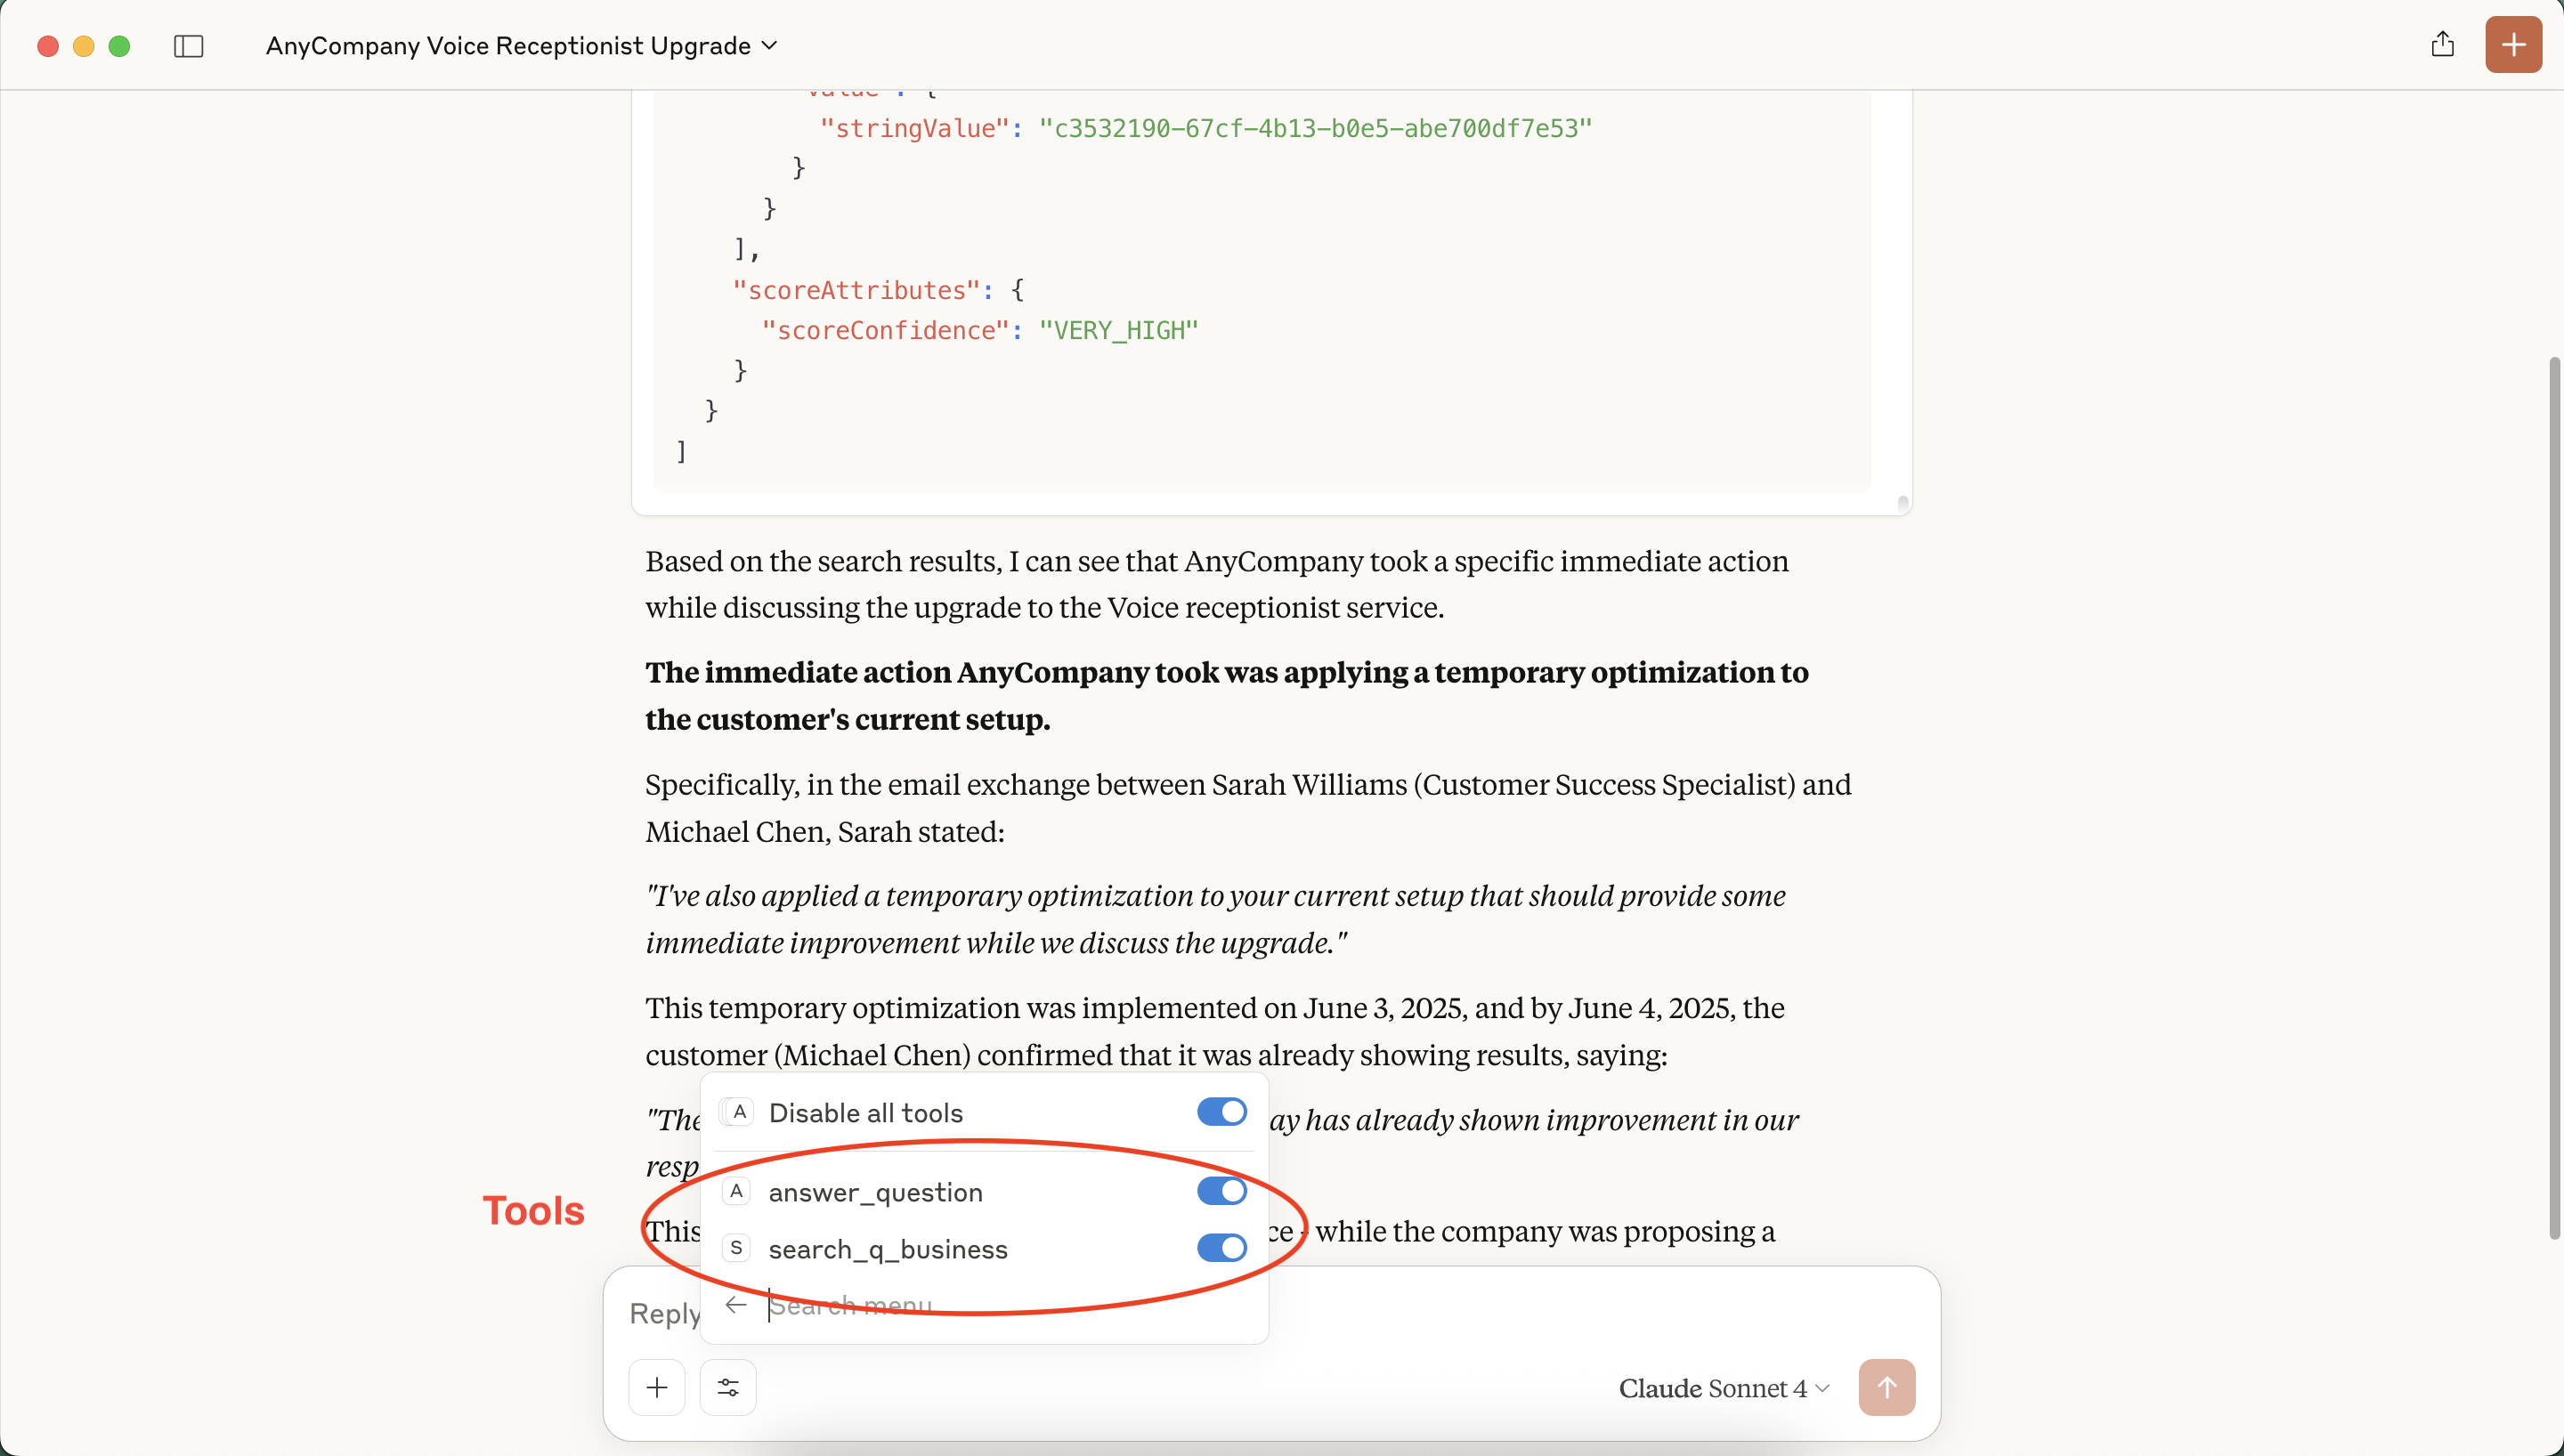 AnyCompany Voice Receptionist Upgrade
"value": {
"stringValue": "c3532190-67cf-4b13-b0e5-abe700df7e53"
}
}
],
"scoreAttributes": {
"scoreConfidence": "VERY_HIGH"
}
}
]
Based on the search results, I can see that AnyCompany took a specific immediate action
while discussing the upgrade to the Voice receptionist service.
The immediate action AnyCompany took was applying a temporary optimization to
the customer's current setup.
Specifically, in the email exchange between Sarah Williams (Customer Success Specialist) and
Michael Chen, Sarah stated:
"I've also applied a temporary optimization to your current setup that should provide some
immediate improvement while we discuss the upgrade."
This temporary optimization was implemented on June 3, 2025, and by June 4, 2025, the
customer (Michael Chen) confirmed that it was already showing results, saying:
"The
ay has already shown improvement in our
resp
This
ce - while the company was proposing a
A Disable all tools
A answer_question
S search_q_business
Search menu
Tools
Reply
Claude Sonnet 4